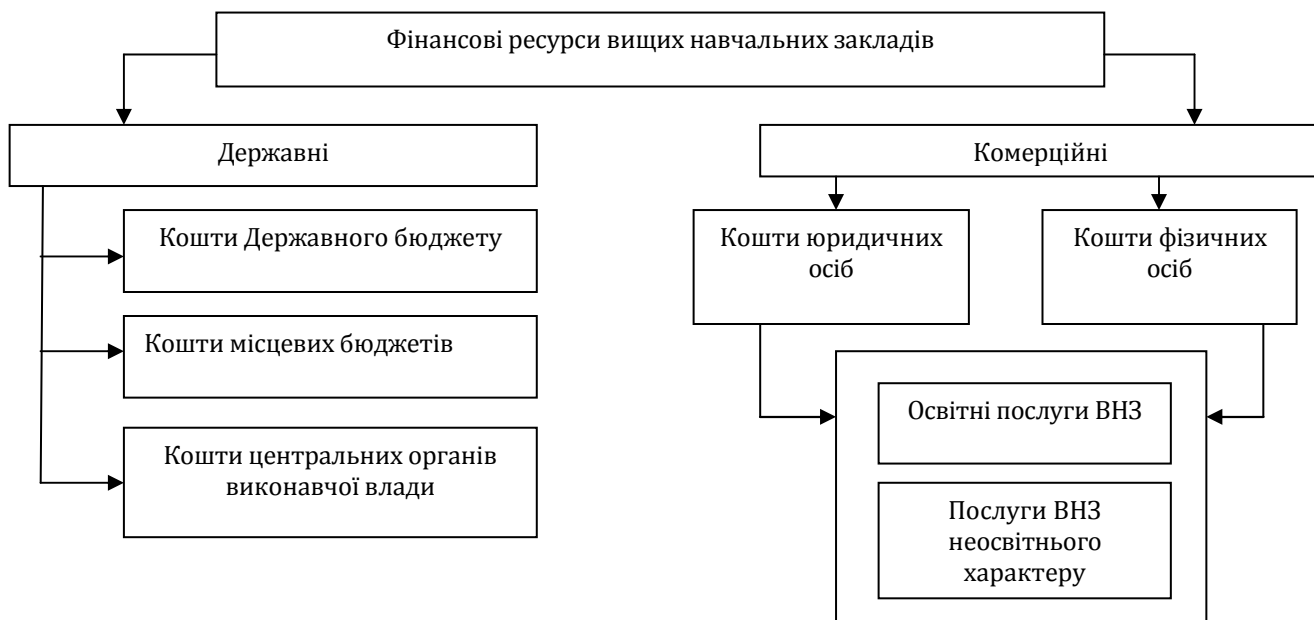 Фінансові ресурси вищих навчальних закладів
Державні
Комерційні
Кошти Державного бюджету
Кошти місцевих бюджетів
Кошти центральних органів
виконавчої влади
Кошти юридичних
осіб
Кошти фізичних
осіб
Освітні послуги ВНЗ
Послуги ВНЗ
неосвітнього
характеру